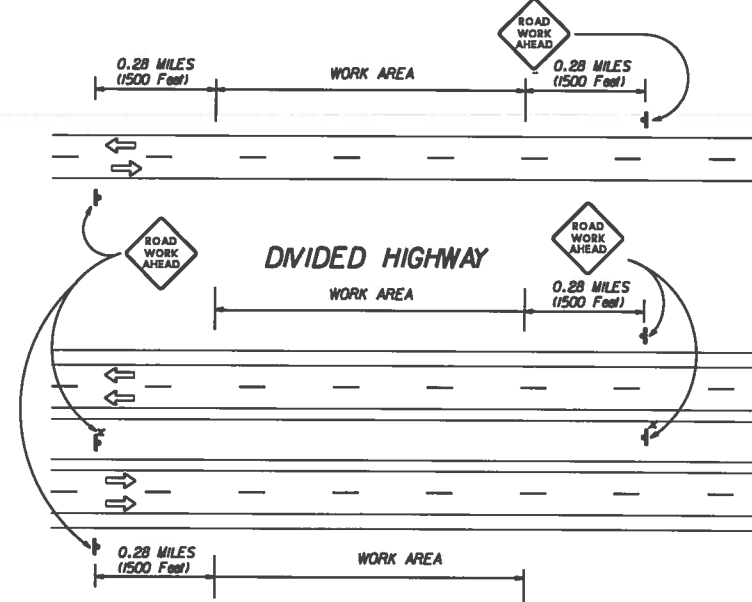 ROAD
WORK
AHEAD
0.28 MILES
(1500 Feet)
WORK AREA
0.28 MILES
(1500 Feet)
ROAD
WORK
AHEAD
DIVIDED HIGHWAY
ROAD
WORK
AHEAD
WORK AREA
0.28 MILES
(1500 Feet)
0.28 MILES
(1500 Feet)
WORK AREA